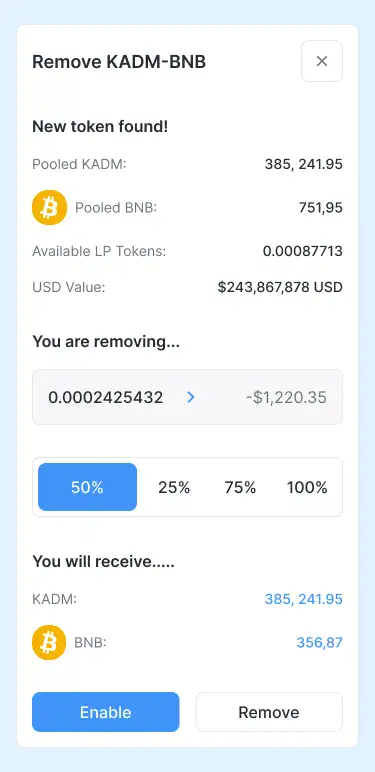 Remove KADM-BNB
New token found!
Pooled KADM: 385, 241.95
Pooled BNB: 751,95
Available LP Tokens: 0.00087713
USD Value: $243,867,878 USD
You are removing...
0.0002425432 -$1,220.35
50% 25% 75% 100%
You will receive.....
KADM: 385, 241.95
BNB: 356,87
Enable Remove